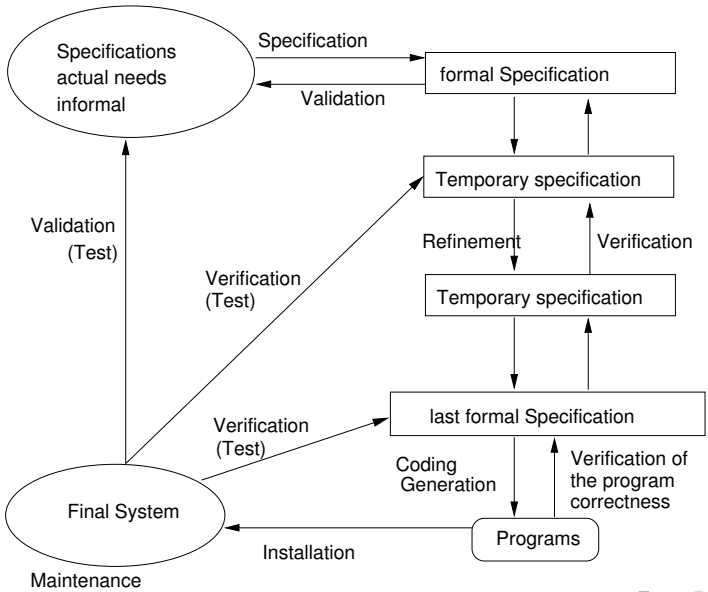 Specifications
actual needs
informal
Specification
Validation
formal Specification
Temporary specification
Validation
(Test)
Verification
(Test)
Refinement
Verification
Temporary specification
Verification
(Test)
last formal Specification
Coding
Generation
Verification of
the program
correctness
Final System
Programs
Installation
Maintenance